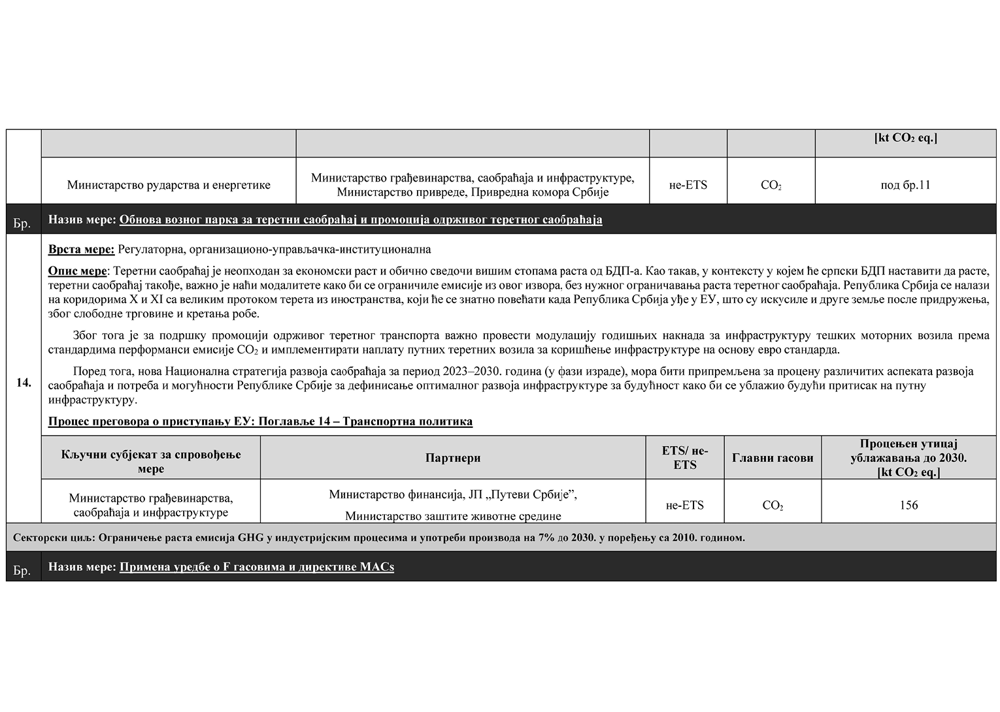 [kt CO₂ eq.]
Министарство рударства и енергетике
Министарство грађевинарства, саобраћаја и инфраструктуре,
Министарство привреде, Привредна комора Србије
не-ETS
CO₂
под бр.11
Бр.
Назив мере: Обнова возног парка за теретни саобраћај и промоција одрживог теретног саобраћаја
14.
Врста мере: Регулаторна, организационо-управљачка-институционална
Опис мере: Теретни саобраћај је неопходан за економски раст и обично сведочи вишим стопама раста од БДП-а. Као такав, у контексту у којем ће српски БДП наставити да расте,
теретни саобраћај такође, важно је наћи модалитете како би се ограничиле емисије из овог извора, без нужног ограничавања раста теретног саобраћаја. Република Србија се налази
на коридорима X и XI са великим протоком терета из иностранства, који ће се знатно повећати када Република Србија уђе у ЕУ, што су искусиле и друге земље после придружења,
због слободне трговине и кретања робе.
Због тога је за подршку промоцији одрживог теретног транспорта важно провести модулацију годишњих накнада за инфраструктуру тешких моторних возила према
стандардима перформанси емисије CO₂ и имплементирати наплату путних теретних возила за коришћење инфраструктуре на основу евро стандарда.
Поред тога, нова Национална стратегија развоја саобраћаја за период 2023–2030. година (у фази израде), мора бити припремљена за процену различитих аспеката развоја
саобраћаја и потреба и могућности Републике Србије за дефинисање оптималног развоја инфраструктуре за будућност како би се ублажио будући притисак на путну
инфраструктуру.
Процес преговора о приступању ЕУ: Поглавље 14 – Транспортна политика
Кључни субјекат за спровођење
мере
Партнери
ETS/ не-
ETS
Главни гасови
Процењен утицај
ублажавања до 2030.
[kt CO₂ eq.]
Министарство грађевинарства,
саобраћаја и инфраструктуре
Министарство финансија, ЈП „Путеви Србије”,
Министарство заштите животне средине
не-ETS
CO₂
156
Секторски циљ: Ограничење раста емисија GHG у индустријским процесима и употреби производа на 7% до 2030. у поређењу са 2010. годином.
Бр.
Назив мере: Примена уредбе о F гасовима и директиве MACs